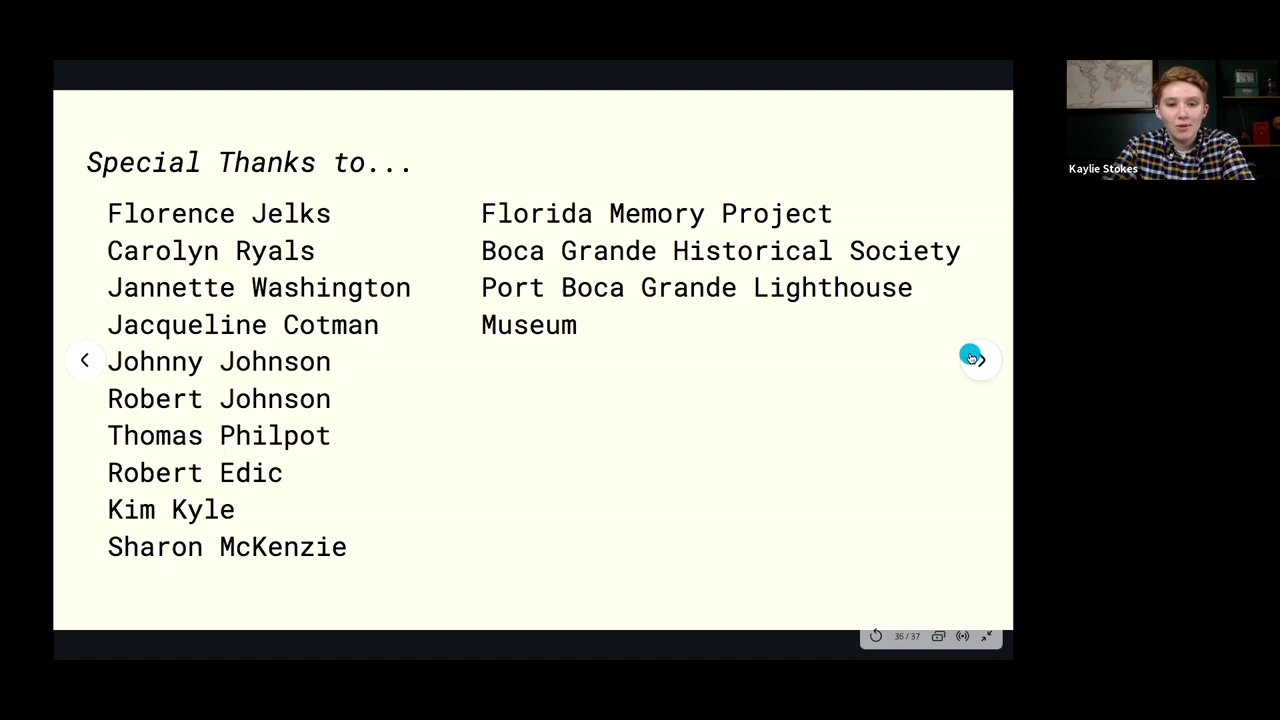 Special Thanks to...
Florence Jelks
Carolyn Ryals
Jannette Washington
Jacqueline Cotman
Johnny Johnson
Robert Johnson
Thomas Philpot
Robert Edic
Kim Kyle
Sharon McKenzie
Florida Memory Project
Boca Grande Historical Society
Port Boca Grande Lighthouse
Museum
36 / 37
Kaylie Stokes